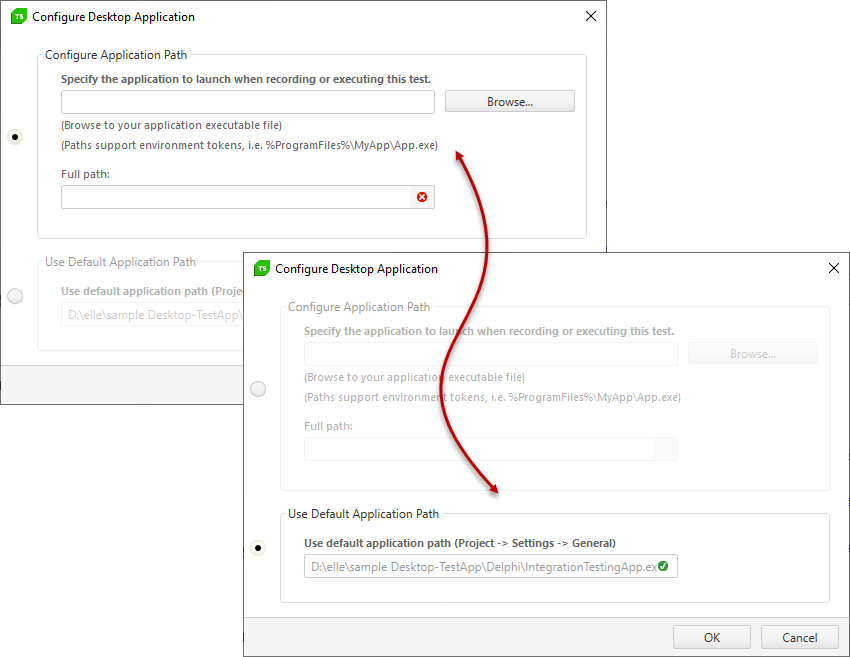 TS Configure Desktop Application
Configure Application Path
Specify the application to launch when recording or executing this test.
Browse...
(Browse to your application executable file)
(Paths support environment tokens, i.e. %ProgramFiles%\MyApp\App.exe)
Full path:
Use Default Application Path
Use default application path (Proje
D:\elle\sample Desktop-TestApp\
TS Configure Desktop Application
Configure Application Path
Specify the application to launch when recording or executing this test.
Browse...
(Browse to your application executable file)
(Paths support environment tokens, i.e. %ProgramFiles%\MyApp\App.exe)
Full path:
Use Default Application Path
Use default application path (Project -> Settings -> General)
D:\elle\sample Desktop-TestApp\Delphi\IntegrationTestingApp.ex
OK Cancel